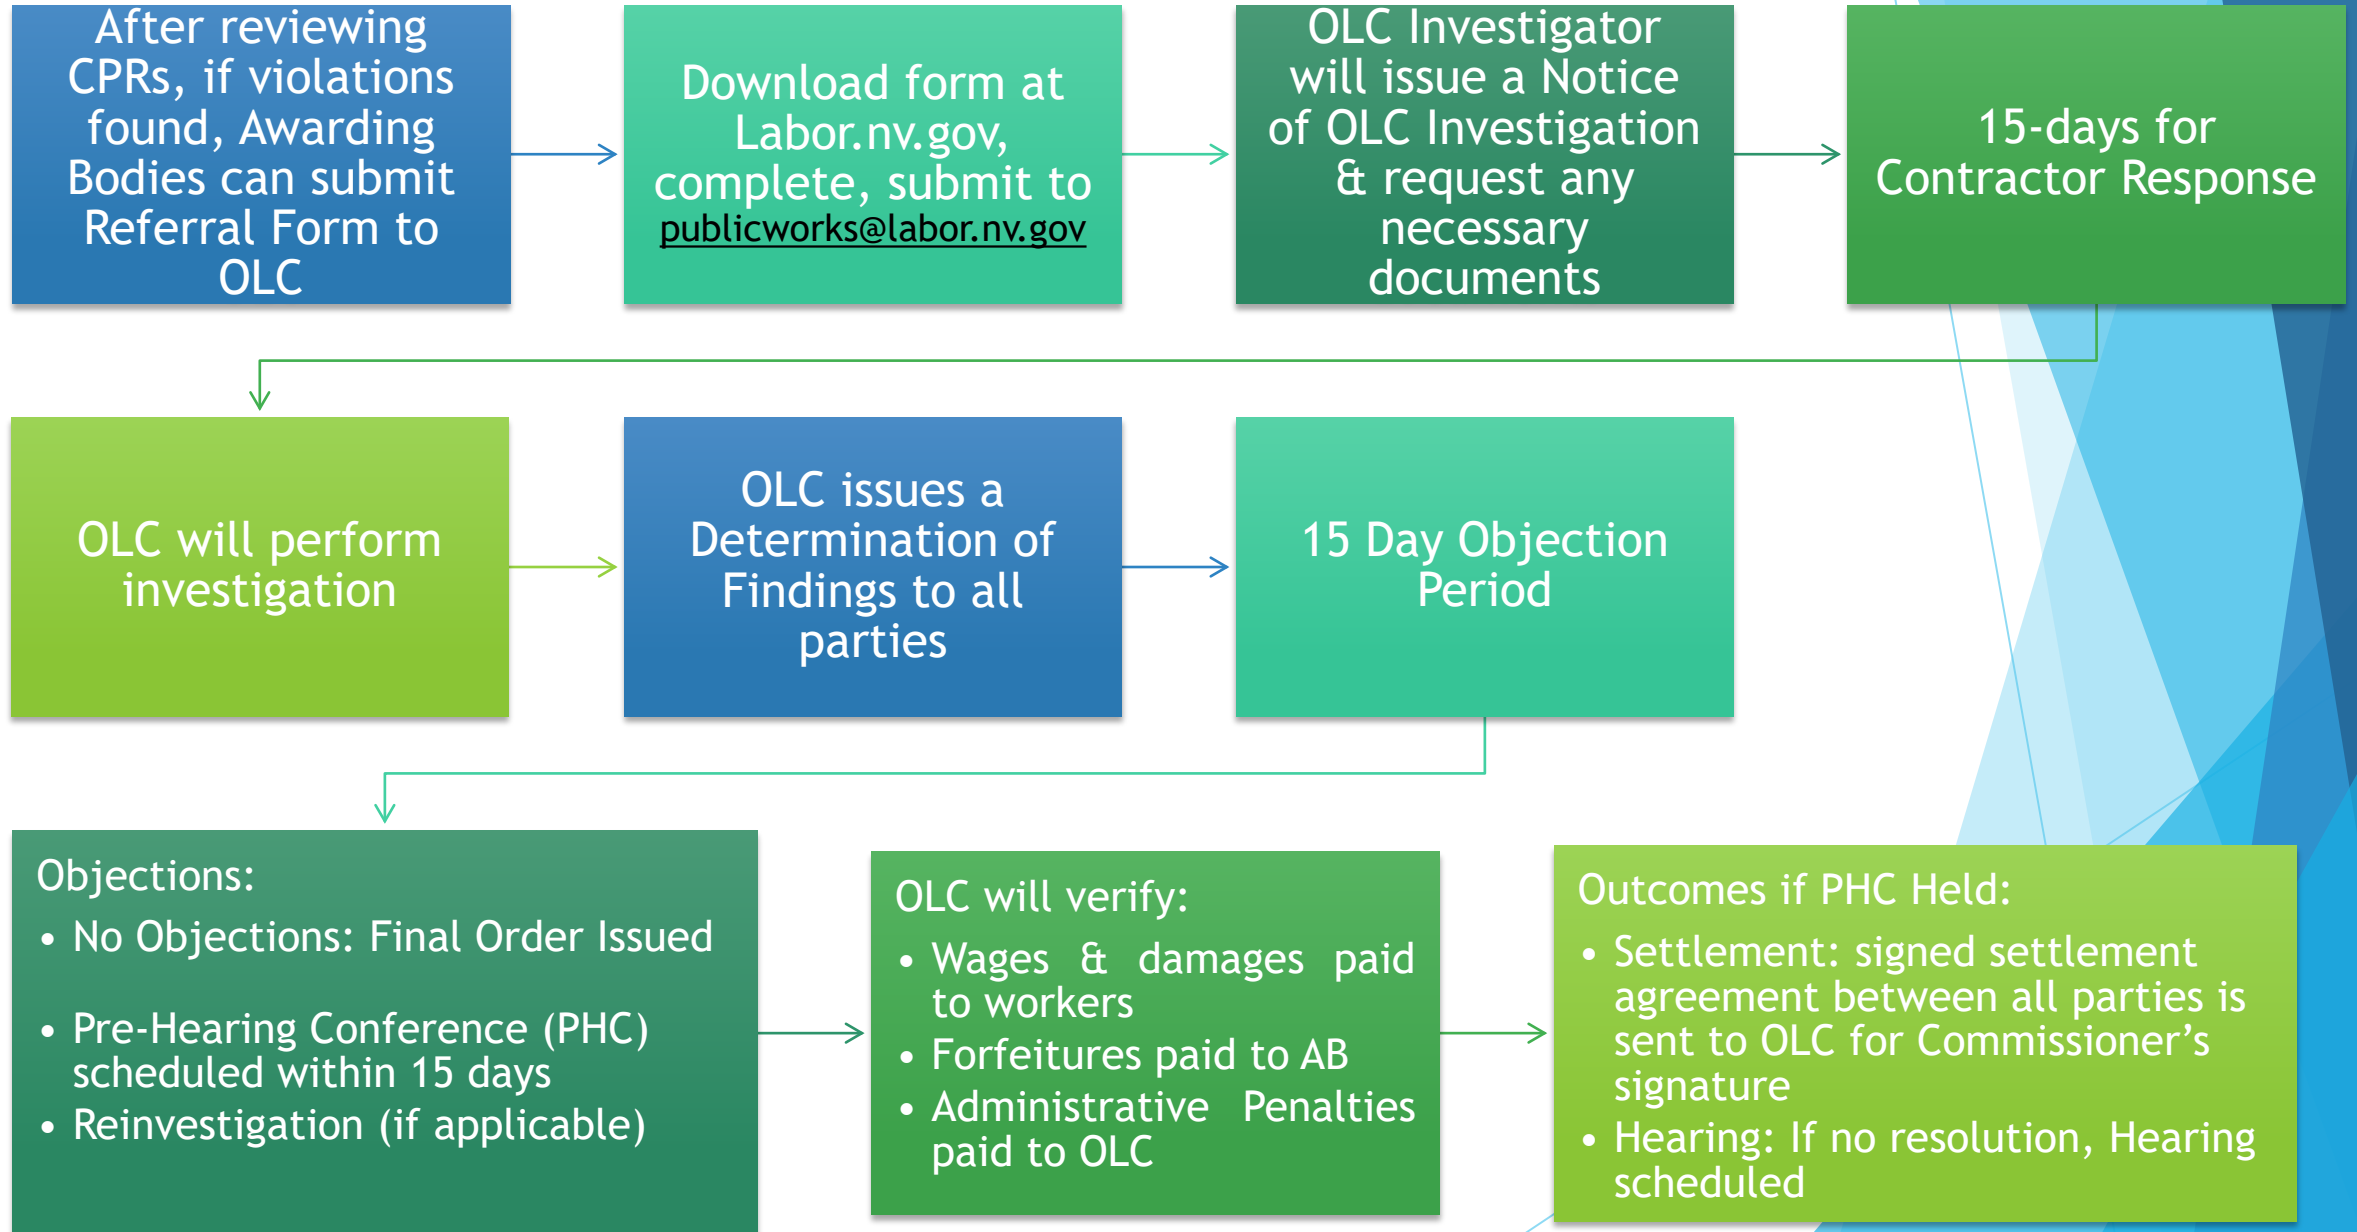 After reviewing
CPRs, if violations
found, Awarding
Bodies can submit
Referral Form to
OLC
Download form at
Labor.nv.gov,
complete, submit to
publicworks@labor.nv.gov
OLC Investigator
will issue a Notice
of OLC Investigation
& request any
necessary
documents
15-days for
Contractor Response
OLC will perform
investigation
OLC issues a
Determination of
Findings to all
parties
15 Day Objection
Period
Objections:
• No Objections: Final Order Issued
• Pre-Hearing Conference (PHC)
scheduled within 15 days
• Reinvestigation (if applicable)
OLC will verify:
• Wages & damages paid
to workers
• Forfeitures paid to AB
• Administrative Penalties
paid to OLC
Outcomes if PHC Held:
• Settlement: signed settlement
agreement between all parties is
sent to OLC for Commissioner’s
signature
• Hearing: If no resolution, Hearing
scheduled